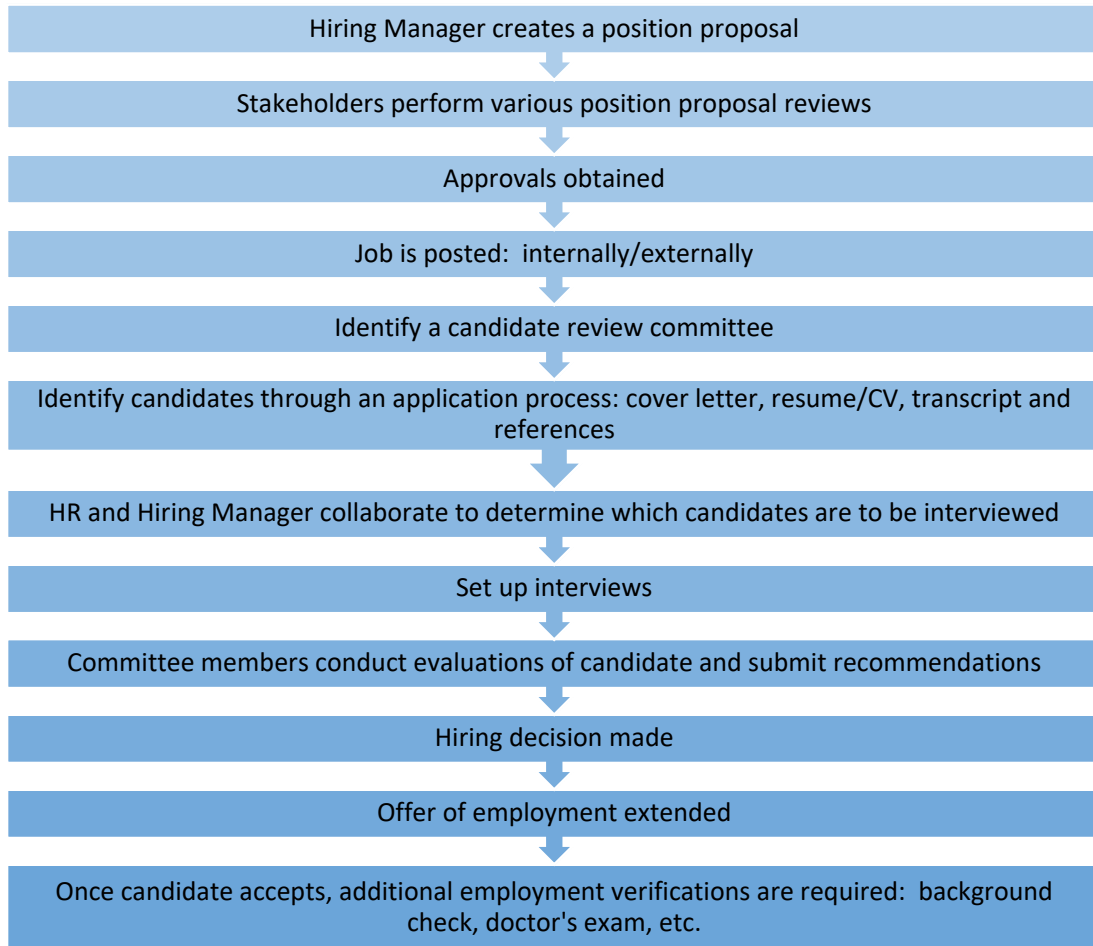 Hiring Manager creates a position proposal
Stakeholders perform various position proposal reviews
Approvals obtained
Job is posted:  internally/externally
Identify a candidate review committee
Identify candidates through an application process: cover letter, resume/CV, transcript and
references
HR and Hiring Manager collaborate to determine which candidates are to be interviewed
Set up interviews
Committee members conduct evaluations of candidate and submit recommendations
Hiring decision made
Offer of employment extended
Once candidate accepts, additional employment verifications are required:  background
check, doctor's exam, etc.